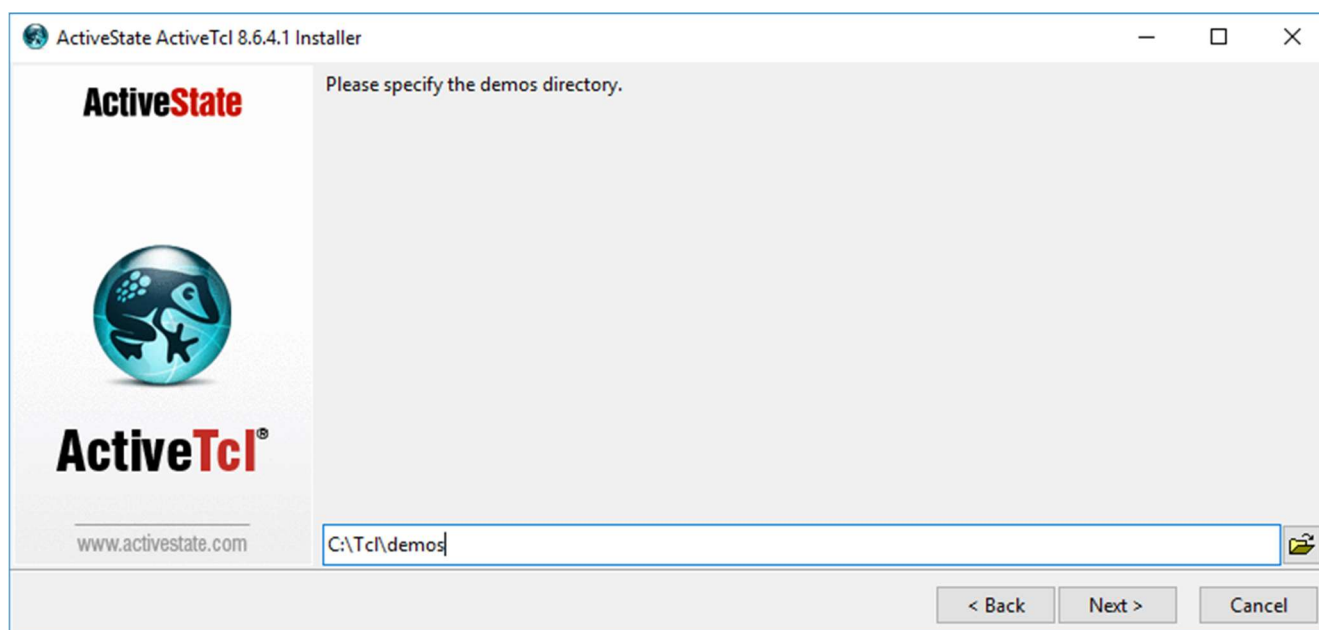 ActiveState ActiveTcl 8.6.4.1 Installer
ActiveState
Please specify the demos directory.
ActiveTcl®
www.activestate.com
C:\Tcl\demos
< Back
Next >
Cancel